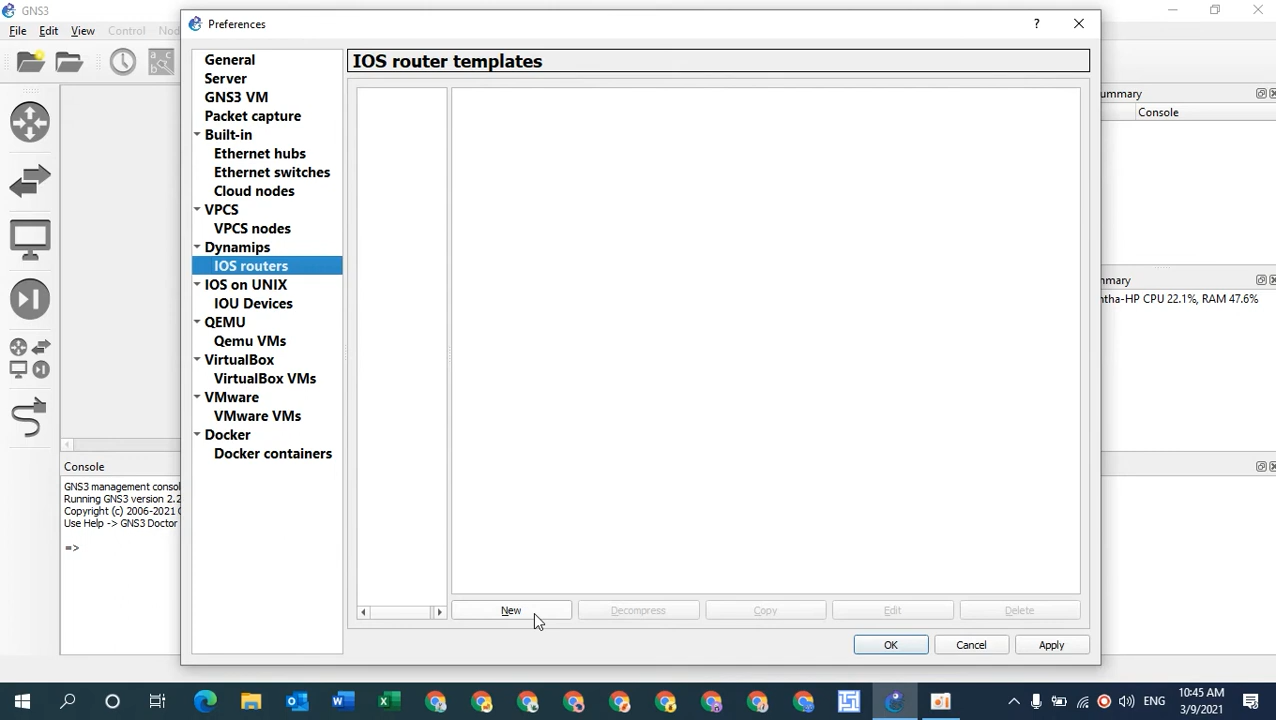 GNS3
File Edit View Control Nod
Preferences
?
General
Server
GNS3 VM
Packet capture
Built-in
Ethernet hubs
Ethernet switches
Cloud nodes
VPCS
VPCS nodes
Dynamips
IOS routers
IOS on UNIX
IOU Devices
QEMU
Qemu VMs
VirtualBox
VirtualBox VMs
VMware
VMware VMs
Docker
Docker containers
IOS router templates
New Decompress Copy Edit Delete
OK Cancel Apply
ummary
Console
mmary
ntha-HP CPU 22.1%, RAM 47.6%
Console
GNS3 management consol
Running GNS3 version 2.2
Copyright (c) 2006-2021 G
Use Help -> GNS3 Doctor
=>
ENG
10:45 AM
3/9/2021